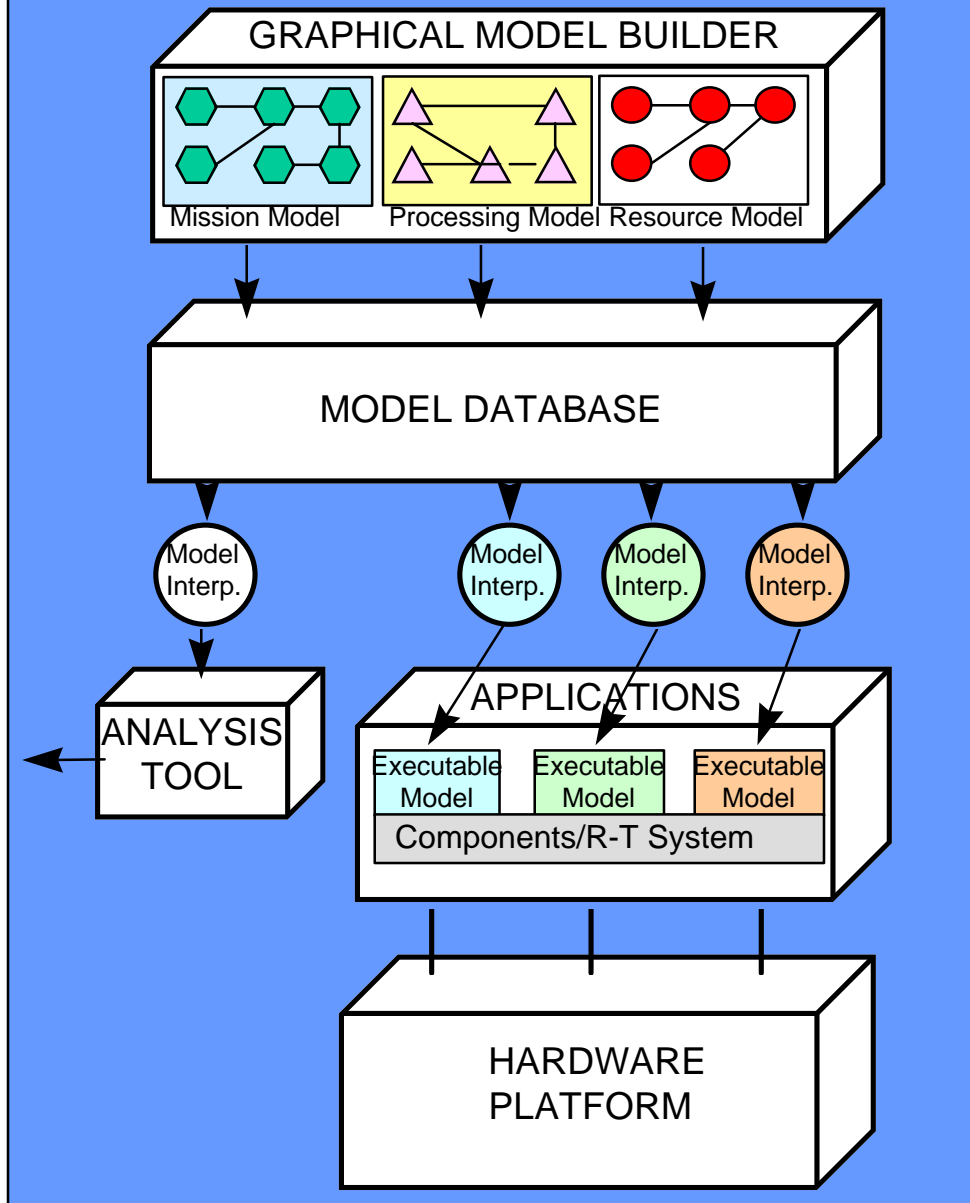 GRAPHICAL MODEL BUILDER
Mission Model
Processing Model
Resource Model
MODEL DATABASE
Model
Interp.
Model
Interp.
Model
Interp.
Model
Interp.
ANALYSIS
TOOL
APPLICATIONS
Executable
Model
Executable
Model
Executable
Model
Components/R-T System
HARDWARE
PLATFORM